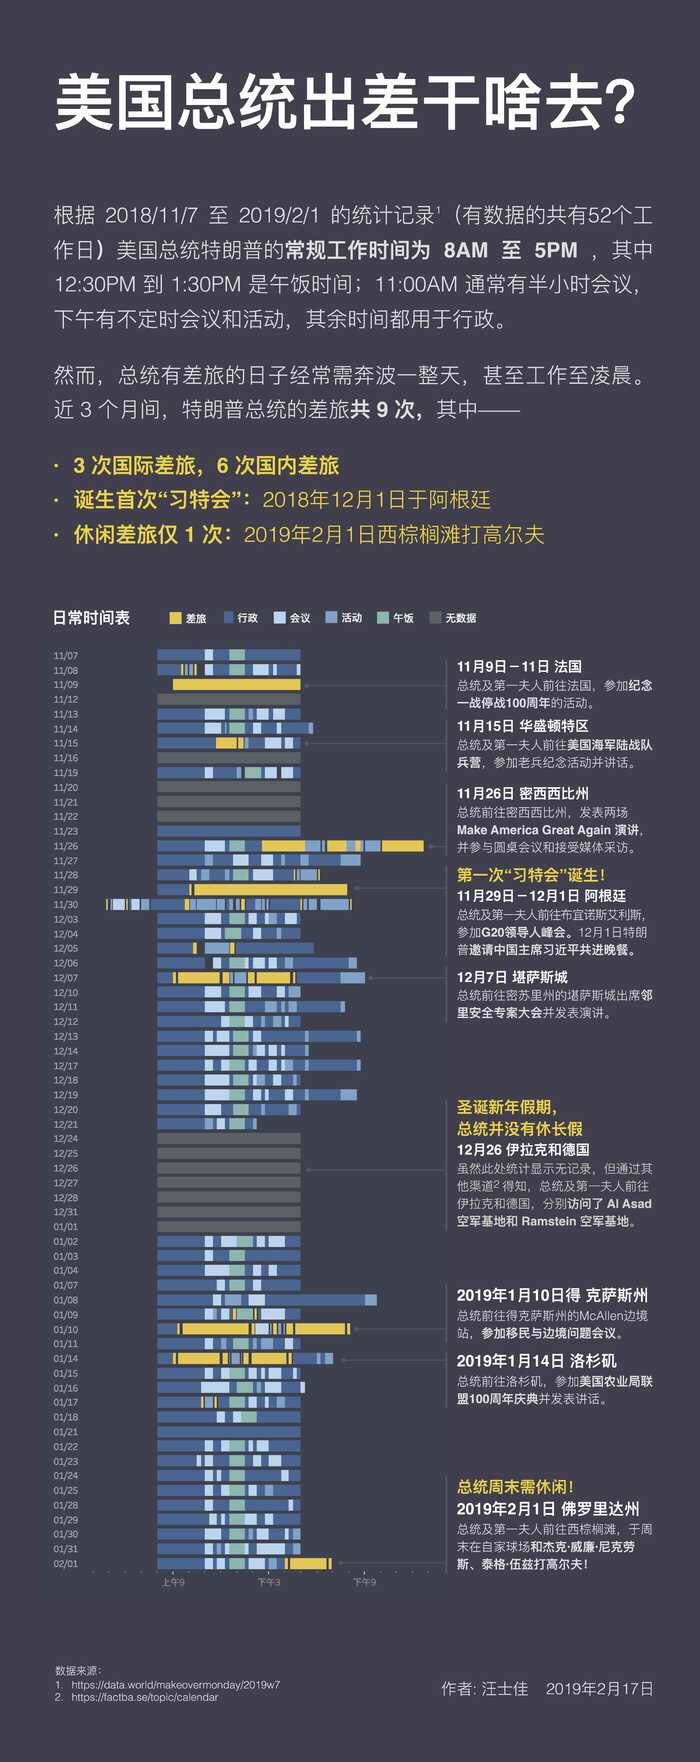 美国总统出差干啥去?
根据 2018/11/7 至 2019/2/1 的统计记录¹（有数据的共有52个工
作日）美国总统特朗普的常规工作时间为 8AM 至 5PM ，其中
12:30PM 到 1:30PM 是午饭时间；11:00AM 通常有半小时会议，
下午有不定时会议和活动，其余时间都用于行政。
然而，总统有差旅的日子经常需奔波一整天，甚至工作至凌晨。
近 3 个月间，特朗普总统的差旅共 9 次，其中——
· 3 次国际差旅，6 次国内差旅
· 诞生首次“习特会”：2018年12月1日于阿根廷
· 休闲差旅仅 1 次：2019年2月1日西棕榈滩打高尔夫
日常时间表 差旅 行政 会议 活动 午饭 无数据
11/07
11/08
11/09
11/12
11/13
11/14
11/15
11/16
11/19
11/20
11/21
11/22
11/23
11/26
11/27
11/28
11/29
11/30
12/03
12/04
12/05
12/06
12/07
12/10
12/11
12/12
12/13
12/14
12/17
12/18
12/19
12/20
12/21
12/24
12/25
12/26
12/27
12/28
12/31
01/01
01/02
01/03
01/04
01/07
01/08
01/09
01/10
01/11
01/14
01/15
01/16
01/17
01/18
01/21
01/22
01/23
01/24
01/25
01/28
01/29
01/30
01/31
02/01
上午9 下午3 下午9
11月9日－11日 法国
总统及第一夫人前往法国，参加纪念
一战停战100周年的活动。
11月15日 华盛顿特区
总统及第一夫人前往美国海军陆战队
兵营，参加老兵纪念活动并讲话。
11月26日 密西西比州
总统前往密西西比州，发表两场
Make America Great Again 演讲，
并参与圆桌会议和接受媒体采访。
第一次“习特会”诞生！
11月29日－12月1日 阿根廷
总统及第一夫人前往布宜诺斯艾利斯，
参加G20领导人峰会。12月1日特朗
普邀请中国主席习近平共进晚餐。
12月7日 堪萨斯城
总统前往密苏里州的堪萨斯城出席邻
里安全专案大会并发表演讲。
圣诞新年假期，
总统并没有休长假
12月26 伊拉克和德国
虽然此处统计显示无记录，但通过其
他渠道² 得知，总统及第一夫人前往
伊拉克和德国，分别访问了 Al Asad
空军基地和 Ramstein 空军基地。
2019年1月10日得 克萨斯州
总统前往得克萨斯州的McAllen边境
站，参加移民与边境问题会议。
2019年1月14日 洛杉矶
总统前往洛杉矶，参加美国农业局联
盟100周年庆典并发表讲话。
总统周末需休闲！
2019年2月1日 佛罗里达州
总统及第一夫人前往西棕榈滩，于周
末在自家球场和杰克·威廉·尼克劳
斯、泰格·伍兹打高尔夫！
数据来源：
1. https://data.world/makeovermonday/2019w7
2. https://factba.se/topic/calendar
作者: 汪士佳 2019年2月17日